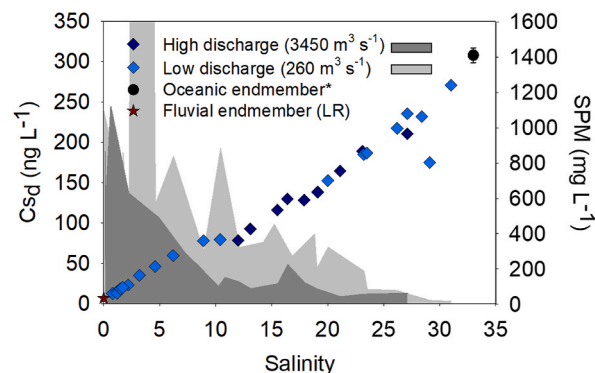 350
300
250
200
150
100
50
0
Cs_d (ng L⁻¹)
High discharge (3450 m³ s⁻¹)
Low discharge (260 m³ s⁻¹)
Oceanic endmember*
Fluvial endmember (LR)
1600
1400
1200
1000
800
600
400
200
0
SPM (mg L⁻¹)
0 5 10 15 20 25 30 35
Salinity